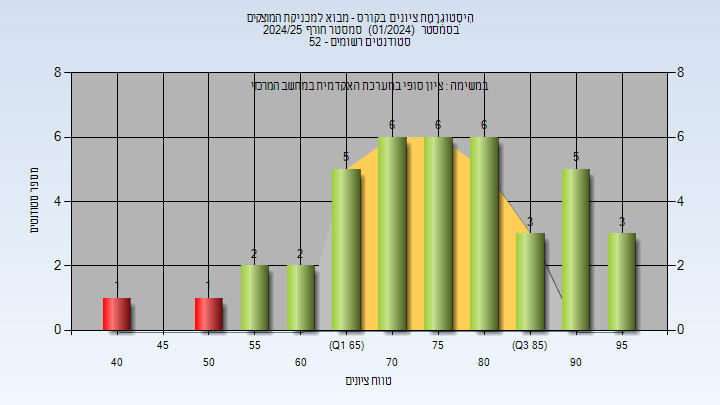 היסטוגרמת ציונים בקורס - מבוא למכניקת המוצקים
בסמסטר (01/2024) סמסטר חורף 2024/25
סטודנטים רשומים - 52
במשימה : ציון סופי במערכת האקדמית במחשב המרכזי
8 8
6 6
4 4
2 2
0 0
מספר סטודנטים
1 1 2 2 5 6 6 6 3 5 3
45 55 (Q1 65) 75 (Q3 85) 95
40 50 60 70 80 90
טווח ציונים